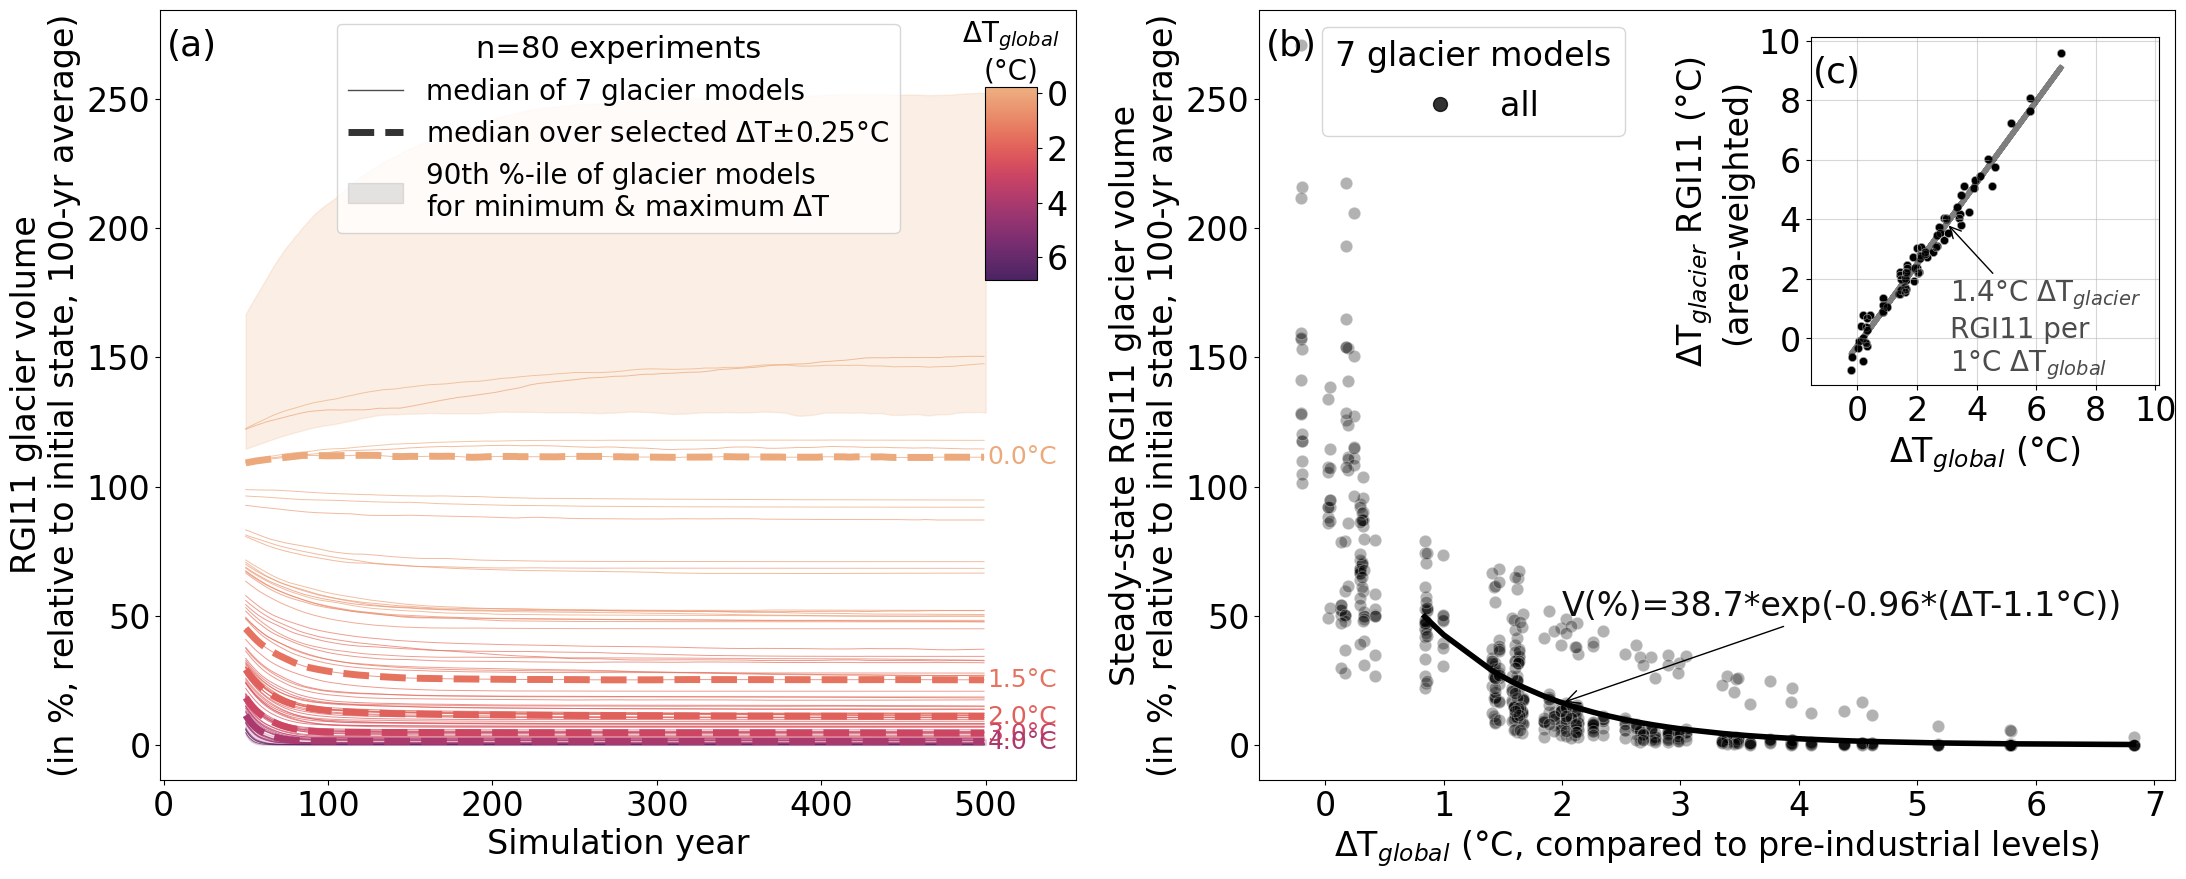 (a)
n=80 experiments
median of 7 glacier models
median over selected ΔT±0.25°C
90th %-ile of glacier models
for minimum & maximum ΔT
ΔTglobal
(°C)
0
2
4
6
RGI11 glacier volume
(in %, relative to initial state, 100-yr average)
250
200
150
100
50
0
0.0°C
1.5°C
2.0°C
3.0°C
4.0°C
0 100 200 300 400 500
Simulation year
(b)
7 glacier models
all
Steady-state RGI11 glacier volume
(in %, relative to initial state, 100-yr average)
250
200
150
100
50
0
V(%)=38.7*exp(-0.96*(ΔT-1.1°C))
0 1 2 3 4 5 6 7
ΔTglobal (°C, compared to pre-industrial levels)
(c)
ΔTglacier RGI11 (°C)
(area-weighted)
10
8
6
4
2
0
1.4°C ΔTglacier
RGI11 per
1°C ΔTglobal
0 2 4 6 8 10
ΔTglobal (°C)